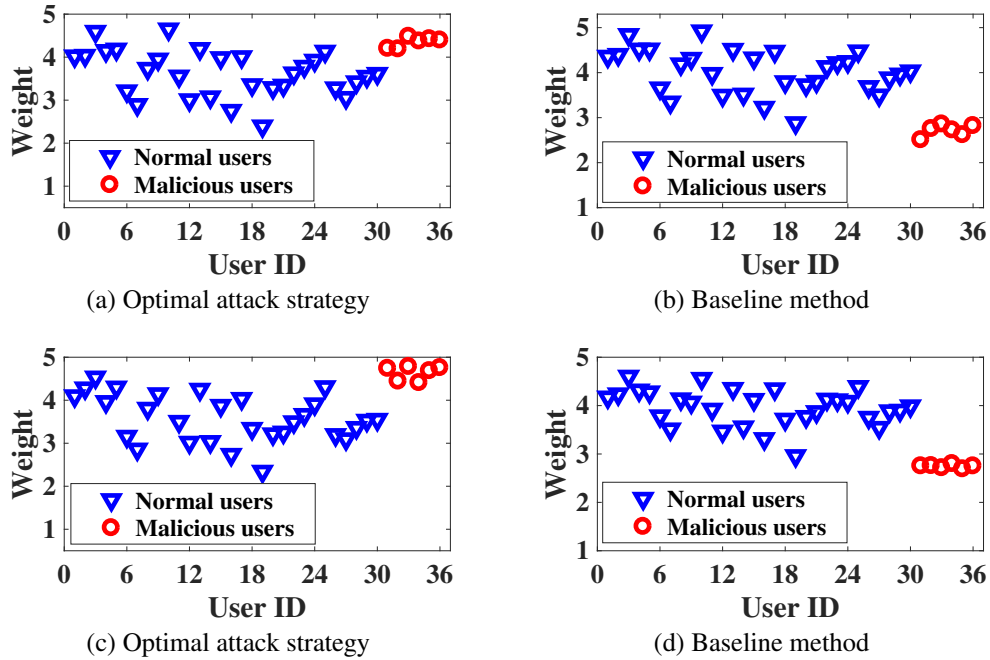 5
4
3
2
1
Weight
Normal users
Malicious users
0 6 12 18 24 30 36
User ID
(a) Optimal attack strategy
5
4
3
2
1
Weight
Normal users
Malicious users
0 6 12 18 24 30 36
User ID
(b) Baseline method
5
4
3
2
1
Weight
Normal users
Malicious users
0 6 12 18 24 30 36
User ID
(c) Optimal attack strategy
5
4
3
2
1
Weight
Normal users
Malicious users
0 6 12 18 24 30 36
User ID
(d) Baseline method